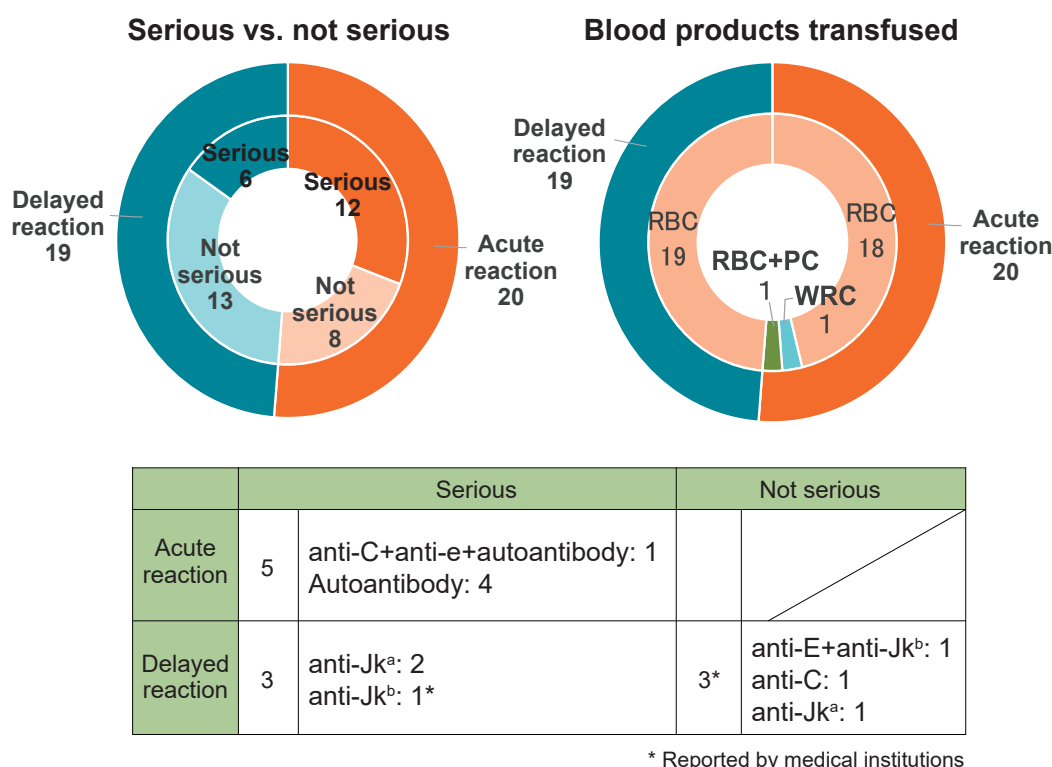 Serious vs. not serious
Delayed
reaction
19
Serious
6
Serious
12
Not
serious
13
Not
serious
8
Acute
reaction
20
Blood products transfused
Delayed
reaction
19
RBC
19
RBC
18
RBC+PC
1
WRC
1
Acute
reaction
20
Serious
Not serious
Acute
reaction
5
anti-C+anti-e+autoantibody: 1
Autoantibody: 4
Delayed
reaction
3
anti-Jkᵃ: 2
anti-Jkᵇ: 1*
3*
anti-E+anti-Jkᵇ: 1
anti-C: 1
anti-Jkᵃ: 1
* Reported by medical institutions